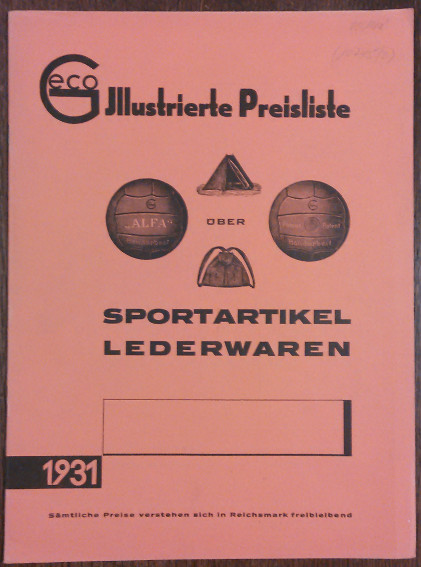 Geco Jllustrierte Preisliste
G
„ALFA“
ÜBER
G
SPORTARTIKEL
LEDERWAREN
1931
Sämtliche Preise verstehen sich in Reichsmark freibleibend